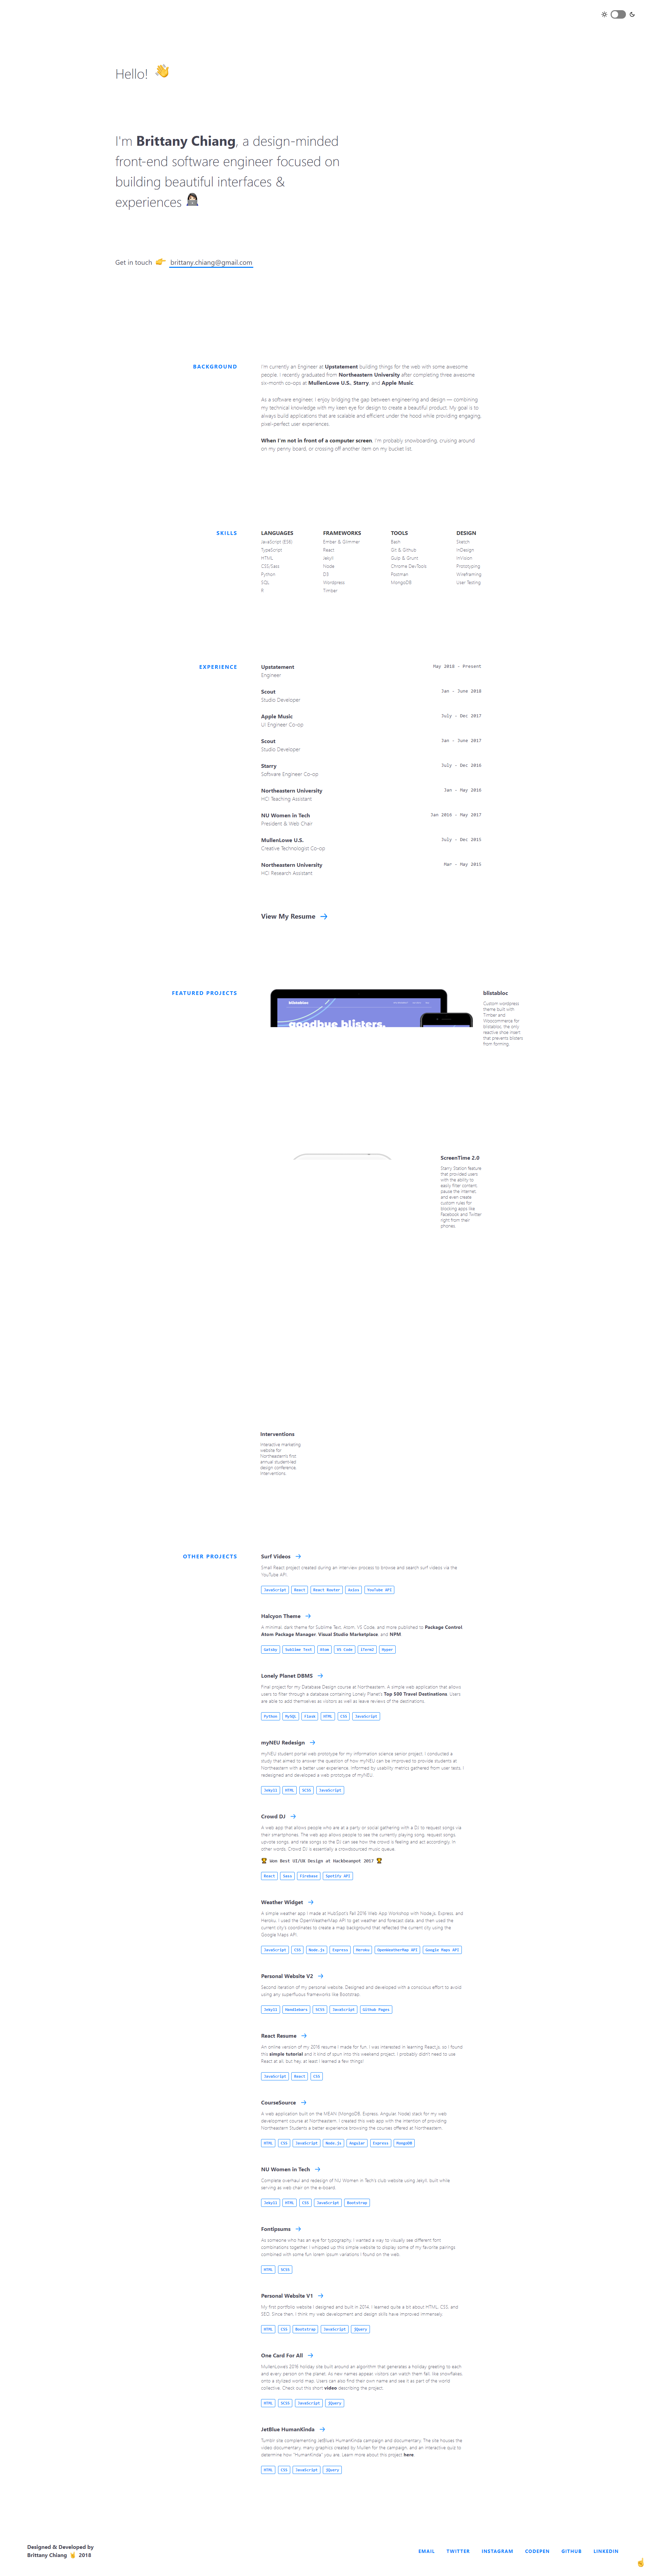 Hello!
I'm Brittany Chiang, a design-minded
front-end software engineer focused on
building beautiful interfaces &
experiences
Get in touch brittany.chiang@gmail.com
BACKGROUND
I'm currently an Engineer at Upstatement building things for the web with some awesome
people. I recently graduated from Northeastern University after completing three awesome
six-month co-ops at MullenLowe U.S., Starry, and Apple Music.
As a software engineer, I enjoy bridging the gap between engineering and design — combining
my technical knowledge with my keen eye for design to create a beautiful product. My goal is to
always build applications that are scalable and efficient under the hood while providing engaging,
pixel-perfect user experiences.
When I'm not in front of a computer screen, I'm probably snowboarding, cruising around
on my penny board, or crossing off another item on my bucket list.
SKILLS
LANGUAGES
JavaScript (ES6)
TypeScript
HTML
CSS/Sass
Python
SQL
R
FRAMEWORKS
Ember & Glimmer
React
Jekyll
Node
D3
Wordpress
Timber
TOOLS
Bash
Git & Github
Gulp & Grunt
Chrome DevTools
Postman
MongoDB
DESIGN
Sketch
InDesign
InVision
Prototyping
Wireframing
User Testing
EXPERIENCE
Upstatement May 2018 - Present
Engineer
Scout Jan - June 2018
Studio Developer
Apple Music July - Dec 2017
UI Engineer Co-op
Scout Jan - June 2017
Studio Developer
Starry July - Dec 2016
Software Engineer Co-op
Northeastern University Jan - May 2016
HCI Teaching Assistant
NU Women in Tech Jan 2016 - May 2017
President & Web Chair
MullenLowe U.S. July - Dec 2015
Creative Technologist Co-op
Northeastern University Mar - May 2015
HCI Research Assistant
View My Resume
FEATURED PROJECTS
blistabloc
goodbye blisters.
blistabloc
Custom wordpress
theme built with
Timber and
Woocommerce for
blistabloc, the only
reactive shoe insert
that prevents blisters
from forming.
ScreenTime 2.0
Starry Station feature
that provided users
with the ability to
easily filter content,
pause the internet,
and even create
custom rules for
blocking apps like
Facebook and Twitter
right from their
phones.
Interventions
Interactive marketing
website for
Northeastern's first
annual student-led
design conference,
Interventions.
OTHER PROJECTS
Surf Videos
Small React project created during an interview process to browse and search surf videos via the
YouTube API.
JavaScript React React Router Axios YouTube API
Halcyon Theme
A minimal, dark theme for Sublime Text, Atom, VS Code, and more published to Package Control,
Atom Package Manager, Visual Studio Marketplace, and NPM.
Gatsby Sublime Text Atom VS Code iTerm2 Hyper
Lonely Planet DBMS
Final project for my Database Design course at Northeastern. A simple web application that allows
users to filter through a database containing Lonely Planet's Top 500 Travel Destinations. Users
are able to add themselves as visitors as well as leave reviews of the destinations.
Python MySQL Flask HTML CSS JavaScript
myNEU Redesign
myNEU student portal web prototype for my information science senior project. I conducted a
study that aimed to answer the question of how myNEU can be improved to provide students at
Northeastern with a better user experience. Informed by usability metrics gathered from user tests, I
redesigned and developed a web prototype of myNEU.
Jekyll HTML SCSS JavaScript
Crowd DJ
A web app that allows people who are at a party or social gathering with a DJ to request songs via
their smartphones. The web app allows people to see the currently playing song, request songs,
upvote songs, and rate songs so the DJ can see how the crowd is feeling and act accordingly. In
other words, Crowd DJ is essentially a crowdsourced music queue.
Won Best UI/UX Design at HackBeanpot 2017
React Sass Firebase Spotify API
Weather Widget
A simple weather app I made at HubSpot's Fall 2016 Web App Workshop with Node.js, Express, and
Heroku. I used the OpenWeatherMap API to get weather and forecast data, and then used the
current city's coordinates to create a map background that reflected the current city using the
Google Maps API.
JavaScript CSS Node.js Express Heroku OpenWeatherMap API Google Maps API
Personal Website V2
Second iteration of my personal website. Designed and developed with a conscious effort to avoid
using any superfluous frameworks like Bootstrap.
Jekyll Handlebars SCSS JavaScript Github Pages
React Resume
An online version of my 2016 resume I made for fun. I was interested in learning React.js, so I found
this simple tutorial and it kind of spun into this weekend project. I probably didn't need to use
React at all, but hey, at least I learned a few things!
JavaScript React CSS
CourseSource
A web application built on the MEAN (MongoDB, Express, Angular, Node) stack for my web
development course at Northeastern. I created this web app with the intention of providing
Northeastern Students a better experience browsing the courses offered at Northeastern.
HTML CSS JavaScript Node.js Angular Express MongoDB
NU Women in Tech
Complete overhaul and redesign of NU Women in Tech's club website using Jekyll, built while
serving as web chair on the e-board.
Jekyll HTML CSS JavaScript Bootstrap
Fontipsums
As someone who has an eye for typography, I wanted a way to visually see different font
combinations together. I whipped up this simple website to display some of my favorite pairings
combined with some fun lorem ipsum variations I found on the web.
HTML SCSS
Personal Website V1
My first portfolio website I designed and built in 2014. I learned quite a bit about HTML, CSS, and
SEO. Since then, I think my web development and design skills have improved immensely.
HTML CSS Bootstrap JavaScript jQuery
One Card For All
MullenLowe's 2015 holiday site built around an algorithm that generates a holiday greeting to each
and every person on the planet. As new names appear, visitors can watch them fall, like snowflakes,
onto a stylized world map. Users can also find their own name and see it as part of the world
collective. Check out this short video describing the project.
HTML SCSS JavaScript jQuery
JetBlue HumanKinda
Tumblr site complementing JetBlue's HumanKinda campaign and documentary. The site houses the
video documentary, many graphics created by Mullen for the campaign, and an interactive quiz to
determine how "HumanKinda" you are. Learn more about this project here.
HTML CSS JavaScript jQuery
Designed & Developed by
Brittany Chiang 2018
EMAIL TWITTER INSTAGRAM CODEPEN GITHUB LINKEDIN